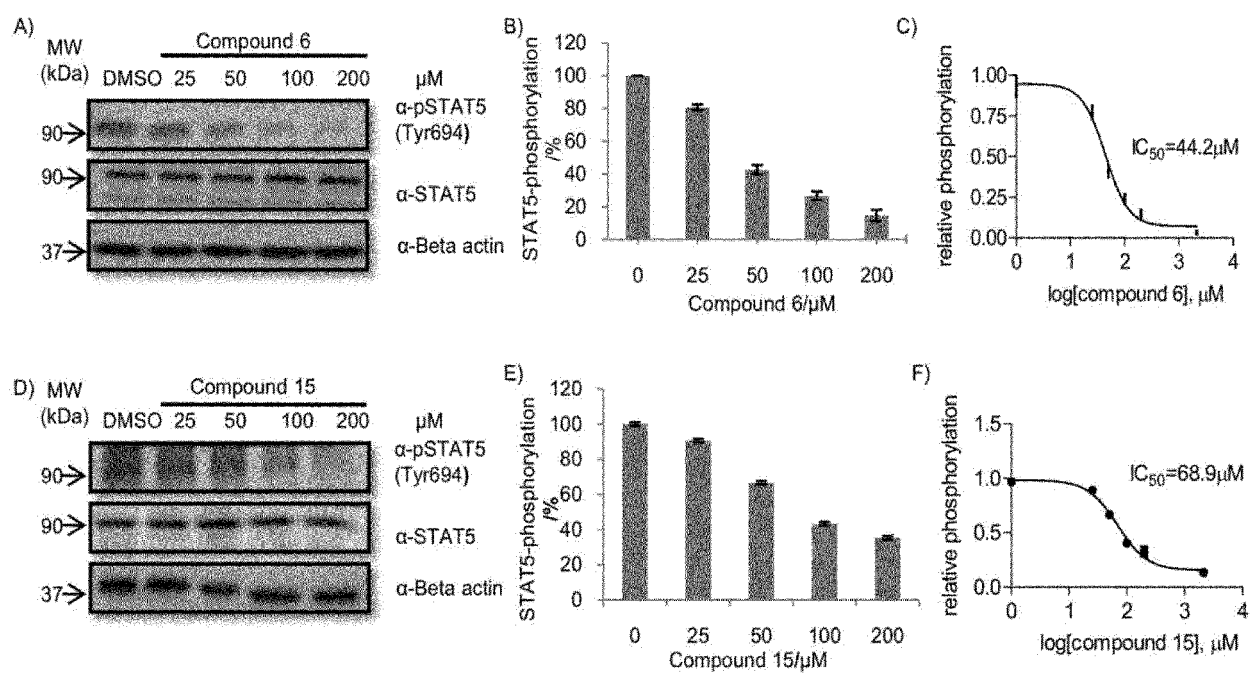 A)
MW
(kDa)
Compound 6
DMSO 25 50 100 200 µM
90→
α-pSTAT5
(Tyr694)
90→
α-STAT5
37→
α-Beta actin
B)
STAT5-phosphorylation
/%
120
100
80
60
40
20
0
0 25 50 100 200
Compound 6/µM
C)
relative phosphorylation
1.00
0.75
0.50
0.25
0.00
IC50=44.2µM
0 1 2 3 4
log[compound 6], µM
D)
MW
(kDa)
Compound 15
DMSO 25 50 100 200 µM
90→
α-pSTAT5
(Tyr694)
90→
α-STAT5
37→
α-Beta actin
E)
STAT5-phosphorylation
/%
120
100
80
60
40
20
0
0 25 50 100 200
Compound 15/µM
F)
relative phosphorylation
1.5
1.0
0.5
0.0
IC50=68.9µM
0 1 2 3 4
log[compound 15], µM